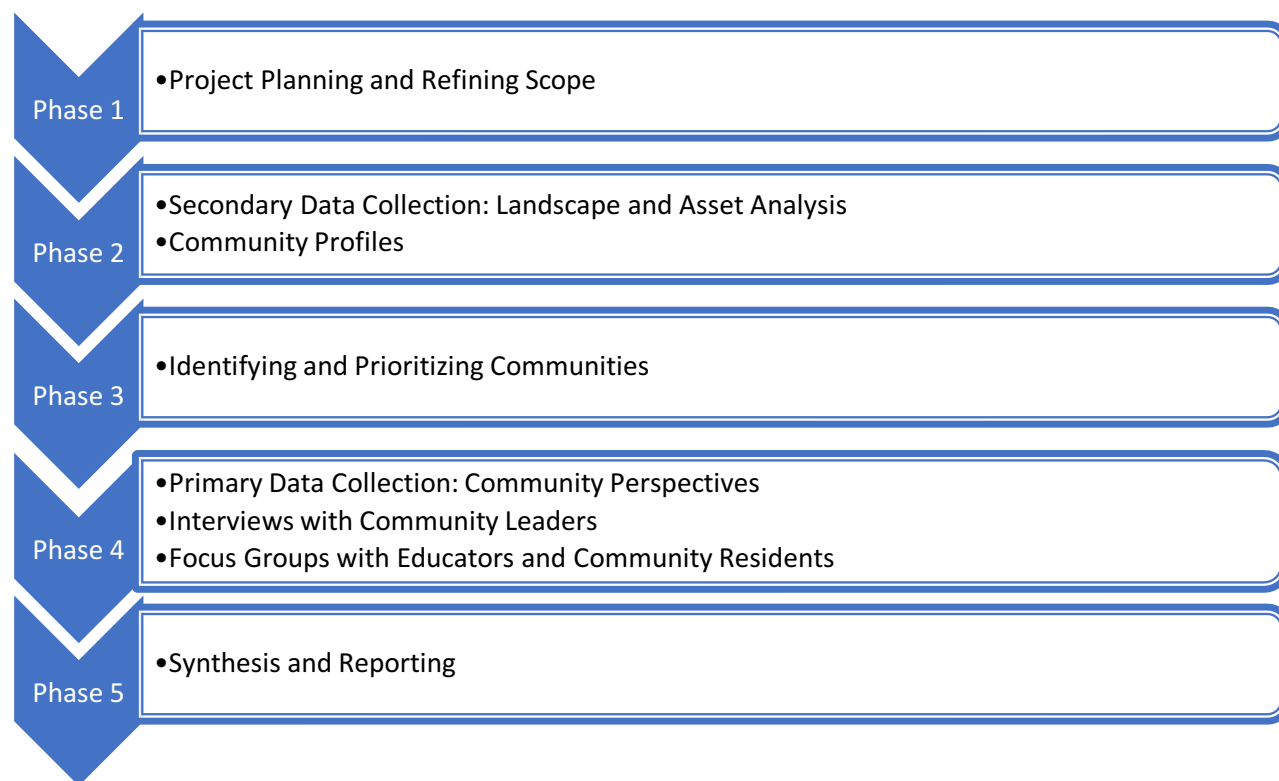 Phase 1
•Project Planning and Refining Scope
Phase 2
•Secondary Data Collection: Landscape and Asset Analysis
•Community Profiles
Phase 3
•Identifying and Prioritizing Communities
Phase 4
•Primary Data Collection: Community Perspectives
•Interviews with Community Leaders
•Focus Groups with Educators and Community Residents
Phase 5
•Synthesis and Reporting